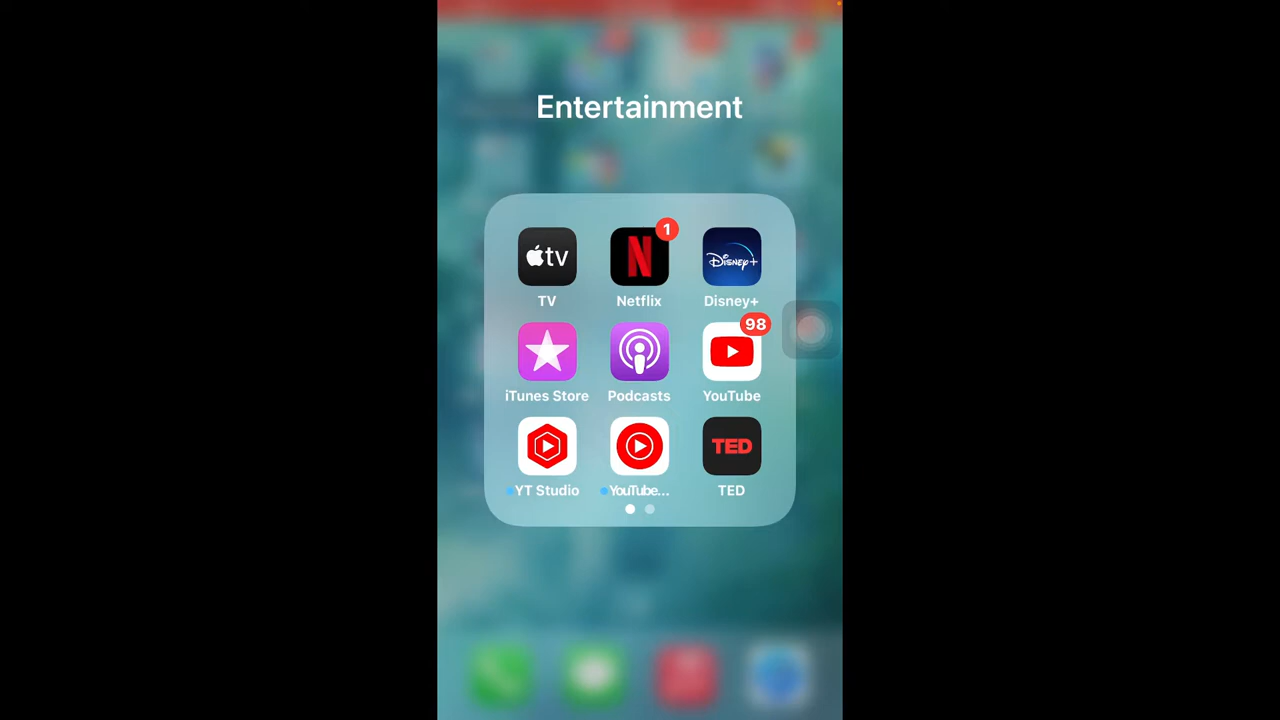 Entertainment
tv
N
1
Disney+
TV
Netflix
Disney+
98
iTunes Store
Podcasts
YouTube
TED
YT Studio
YouTube...
TED